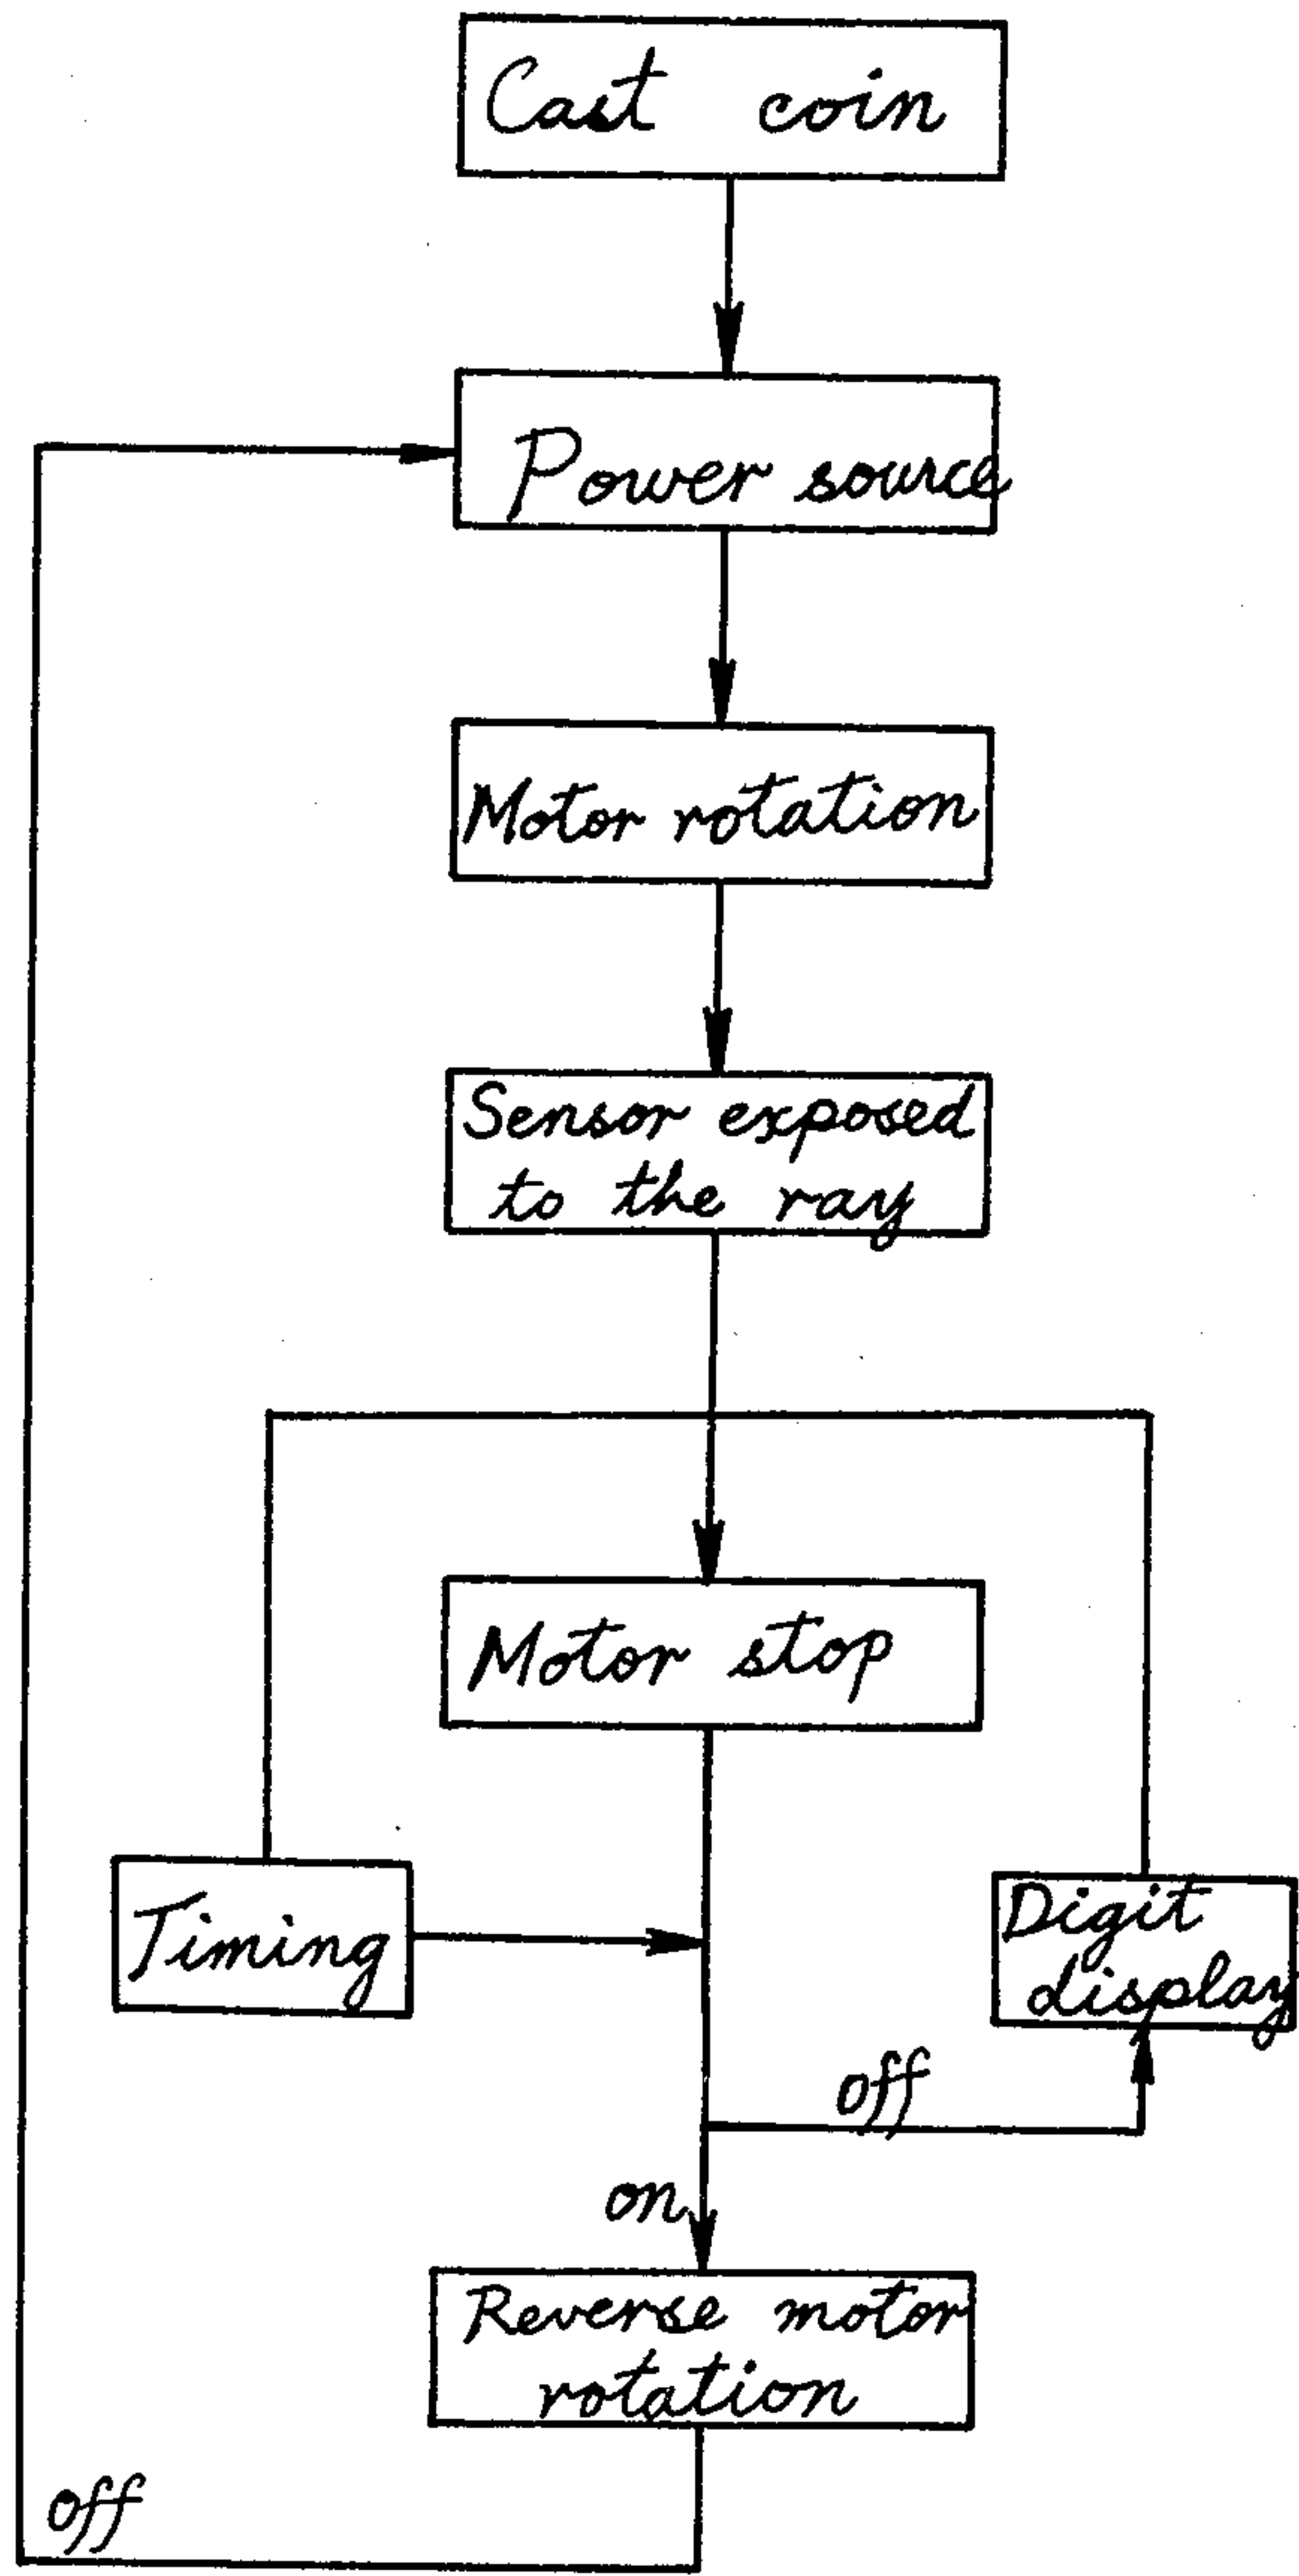 Cast coin
Power source
Motor rotation
Sensor exposed
to the ray
Motor stop
Timing
Digit
display
off
on
Reverse motor
rotation
off